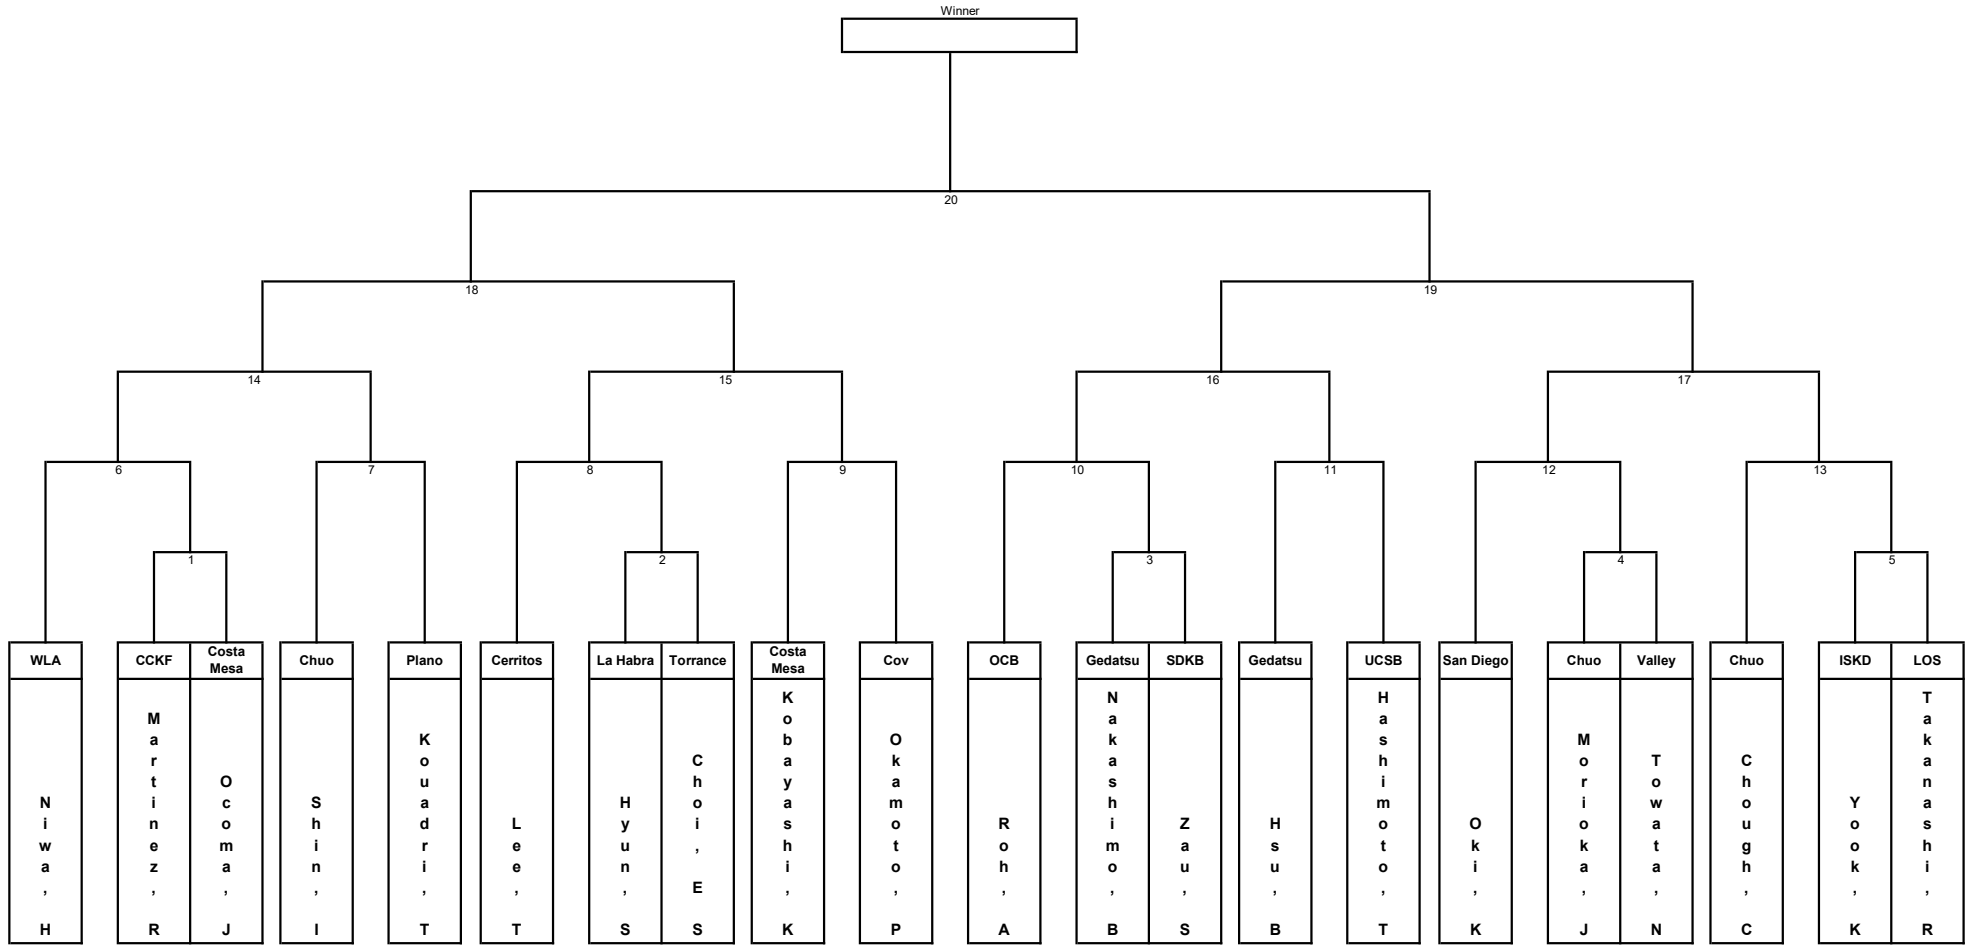 Winner
20
18
19
14
15
16
17
6
7
8
9
10
11
12
13
1
2
3
4
5
WLA
CCKF
Costa
Mesa
Chuo
Plano
Cerritos
La Habra
Torrance
Costa
Mesa
Cov
OCB
Gedatsu
SDKB
Gedatsu
UCSB
San Diego
Chuo
Valley
Chuo
ISKD
LOS
Niwa, H
Martinez, R
Ocoma, J
Shin, I
Kouadri, T
Lee, T
Hyun, S
Choi, E S
Kobayashi, K
Okamoto, P
Roh, A
Nakashimo, B
Zau, S
Hsu, B
Hashimoto, T
Oki, K
Morioka, J
Towata, N
Chough, C
Yook, K
Takanashi, R